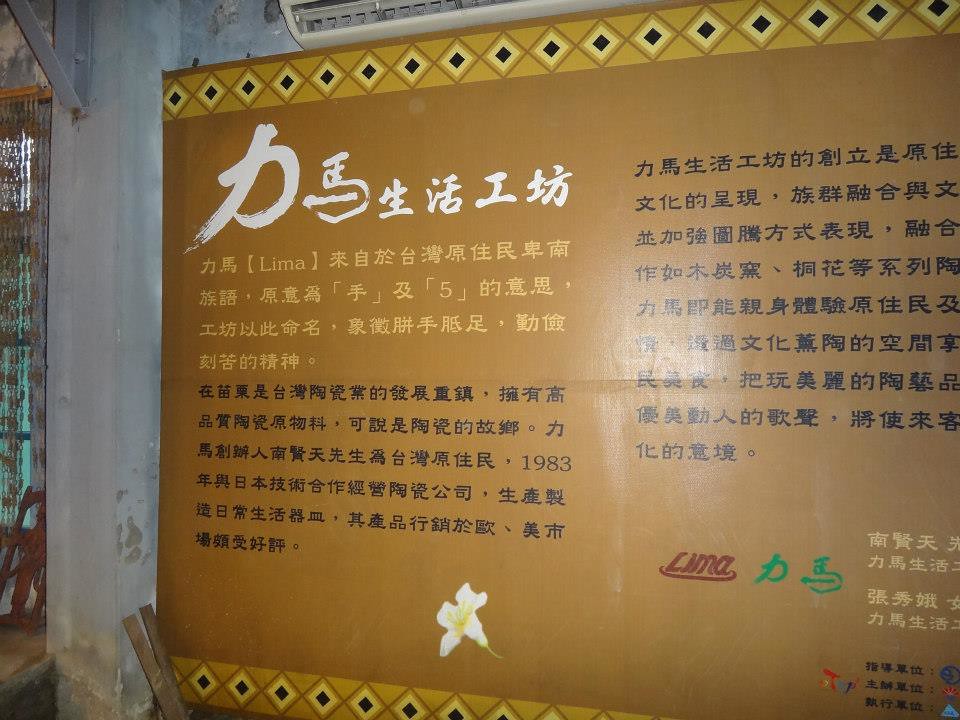 力馬生活工坊
力馬【Lima】來自於台灣原住民卑南
族語，原意為「手」及「5」的意思，
工坊以此命名，象徵胼手胝足，勤儉
刻苦的精神。
在苗栗是台灣陶瓷業的發展重鎮，擁有高
品質陶瓷原物料，可說是陶瓷的故鄉。力
馬創辦人南賢天先生為台灣原住民，1983
年與日本技術合作經營陶瓷公司，生產製
造日常生活器皿，其產品行銷於歐、美市
場頗受好評。
力馬生活工坊的創立是原住
文化的呈現，族群融合與文
並加強圖騰方式表現，融合
作如木炭窯、桐花等系列陶
力馬即能親身體驗原住民及
情，透過文化薰陶的空間享
民美食，把玩美麗的陶藝品
優美動人的歌聲，將使來客
化的意境。
Lima 力馬
南賢天 先
力馬生活工
張秀娥 女
力馬生活工
指導單位：
主辦單位：
執行單位：